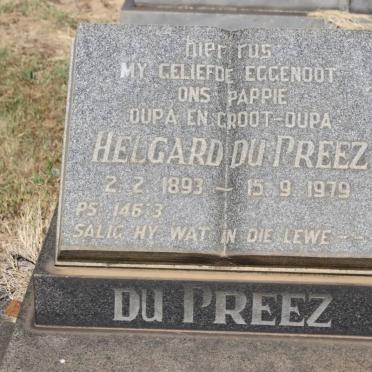 hier rus
MY GELIEFDE EGGENOOT
ONS PAPPIE
OUPA EN GROOT-OUPA
HELGARD DU PREEZ
2.2.1893 — 15.9.1979
PS. 146:3
SALIG HY WAT IN DIE LEWE ---
DU PREEZ